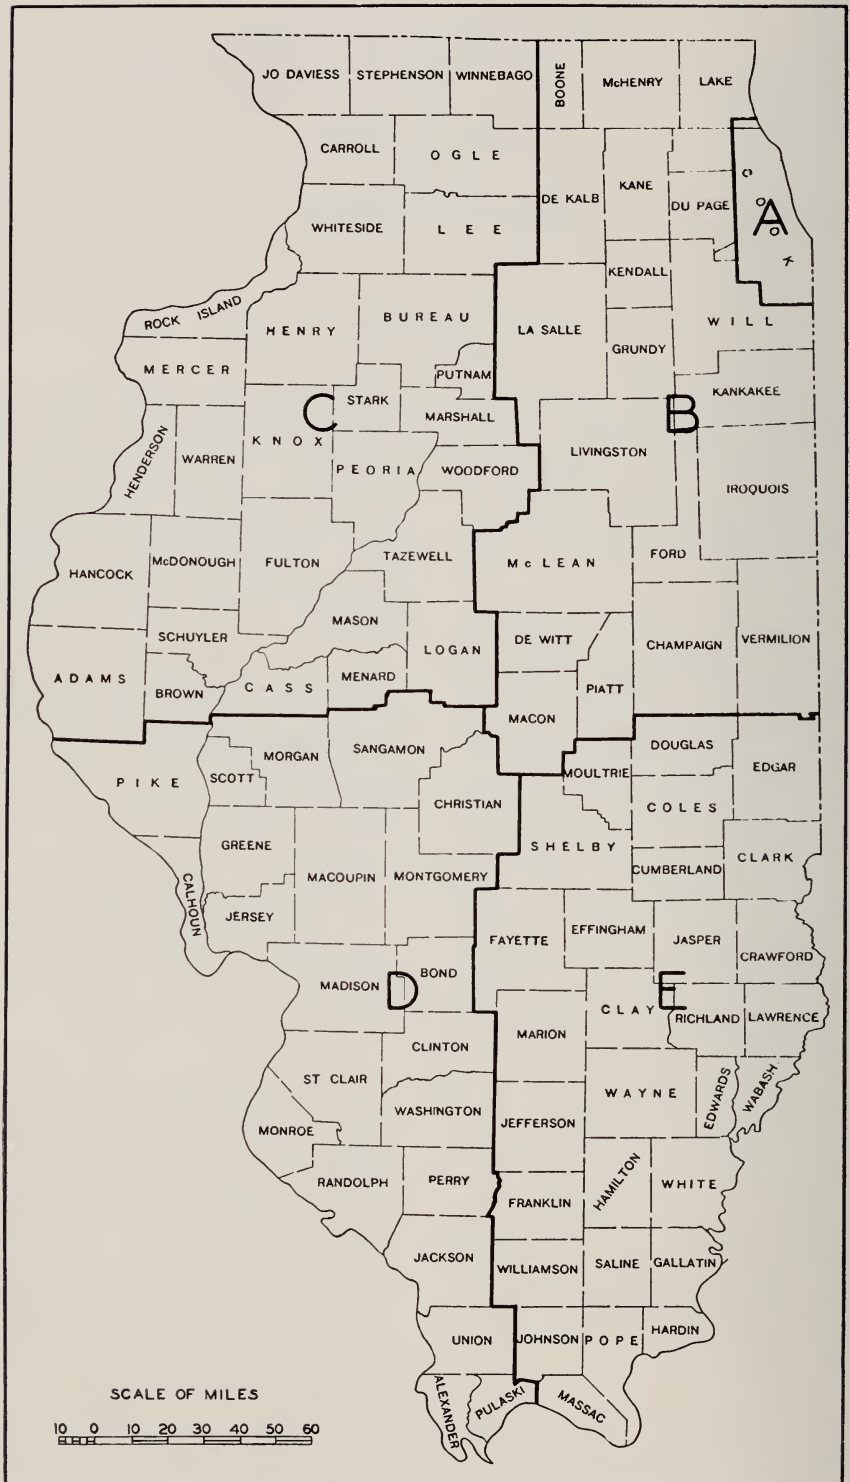 JO DAVIESS STEPHENSON WINNEBAGO BOONE McHENRY LAKE
CARROLL OGLE DE KALB KANE DU PAGE A
WHITESIDE LEE
KENDALL
ROCK ISLAND HENRY BUREAU LA SALLE GRUNDY WILL
MERCER PUTNAM
STARK KANKAKEE
C MARSHALL B
HENDERSON WARREN KNOX PEORIA WOODFORD LIVINGSTON
IROQUOIS
HANCOCK McDONOUGH FULTON TAZEWELL McLEAN FORD
MASON
SCHUYLER LOGAN DE WITT CHAMPAIGN VERMILION
ADAMS BROWN CASS MENARD PIATT
MACON
PIKE SCOTT MORGAN SANGAMON MOULTRIE DOUGLAS EDGAR
CHRISTIAN COLES
GREENE SHELBY
CALHOUN MACOUPIN MONTGOMERY CUMBERLAND CLARK
JERSEY
FAYETTE EFFINGHAM JASPER CRAWFORD
MADISON D BOND E
CLAY RICHLAND LAWRENCE
CLINTON MARION
ST CLAIR WAYNE EDWARDS WABASH
WASHINGTON JEFFERSON
MONROE
RANDOLPH PERRY FRANKLIN HAMILTON WHITE
JACKSON WILLIAMSON SALINE GALLATIN
UNION JOHNSON POPE HARDIN
ALEXANDER PULASKI MASSAC
SCALE OF MILES
10 0 10 20 30 40 50 60